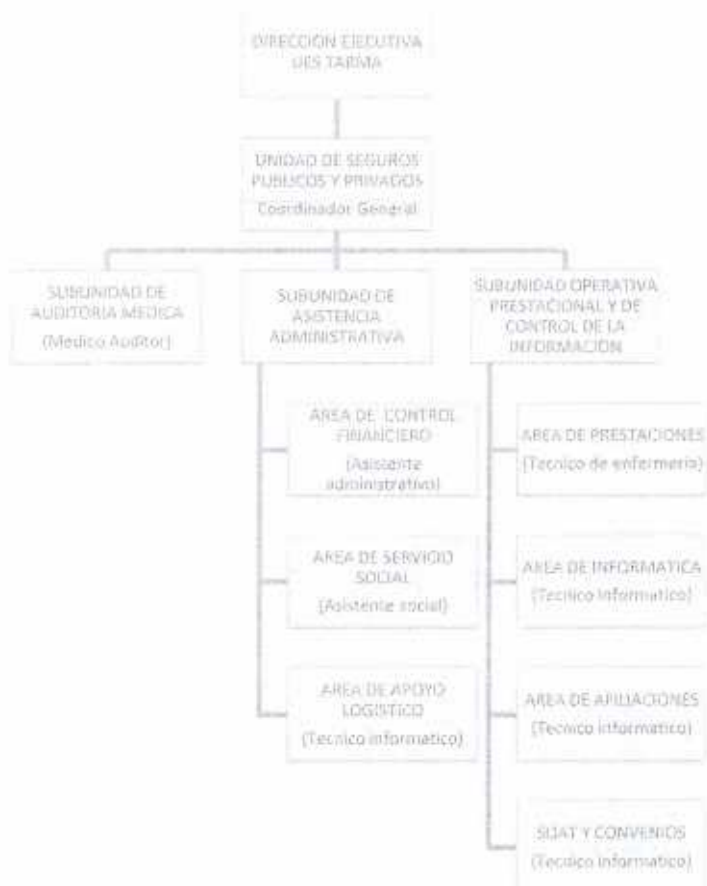 DIRECCION EJECUTIVA
UES TARMA
UNIDAD DE SEGUROS
PUBLICOS Y PRIVADOS
Coordinador General
SUBUNIDAD DE
AUDITORIA MEDICA
(Medico Auditor)
SUBUNIDAD DE
ASISTENCIA
ADMINISTRATIVA
SUBUNIDAD OPERATIVA
PRESTACIONAL Y DE
CONTROL DE LA
INFORMACION
AREA DE CONTROL
FINANCIERO
(Asistente
administrativo)
AREA DE SERVICIO
SOCIAL
(Asistente social)
AREA DE APOYO
LOGISTICO
(Tecnico informatico)
AREA DE PRESTACIONES
(Tecnico de enfermeria)
AREA DE INFORMATICA
(Tecnico informatico)
AREA DE AFILIACIONES
(Tecnico informatico)
Y CONVENIOS
(Tecnico informatico)